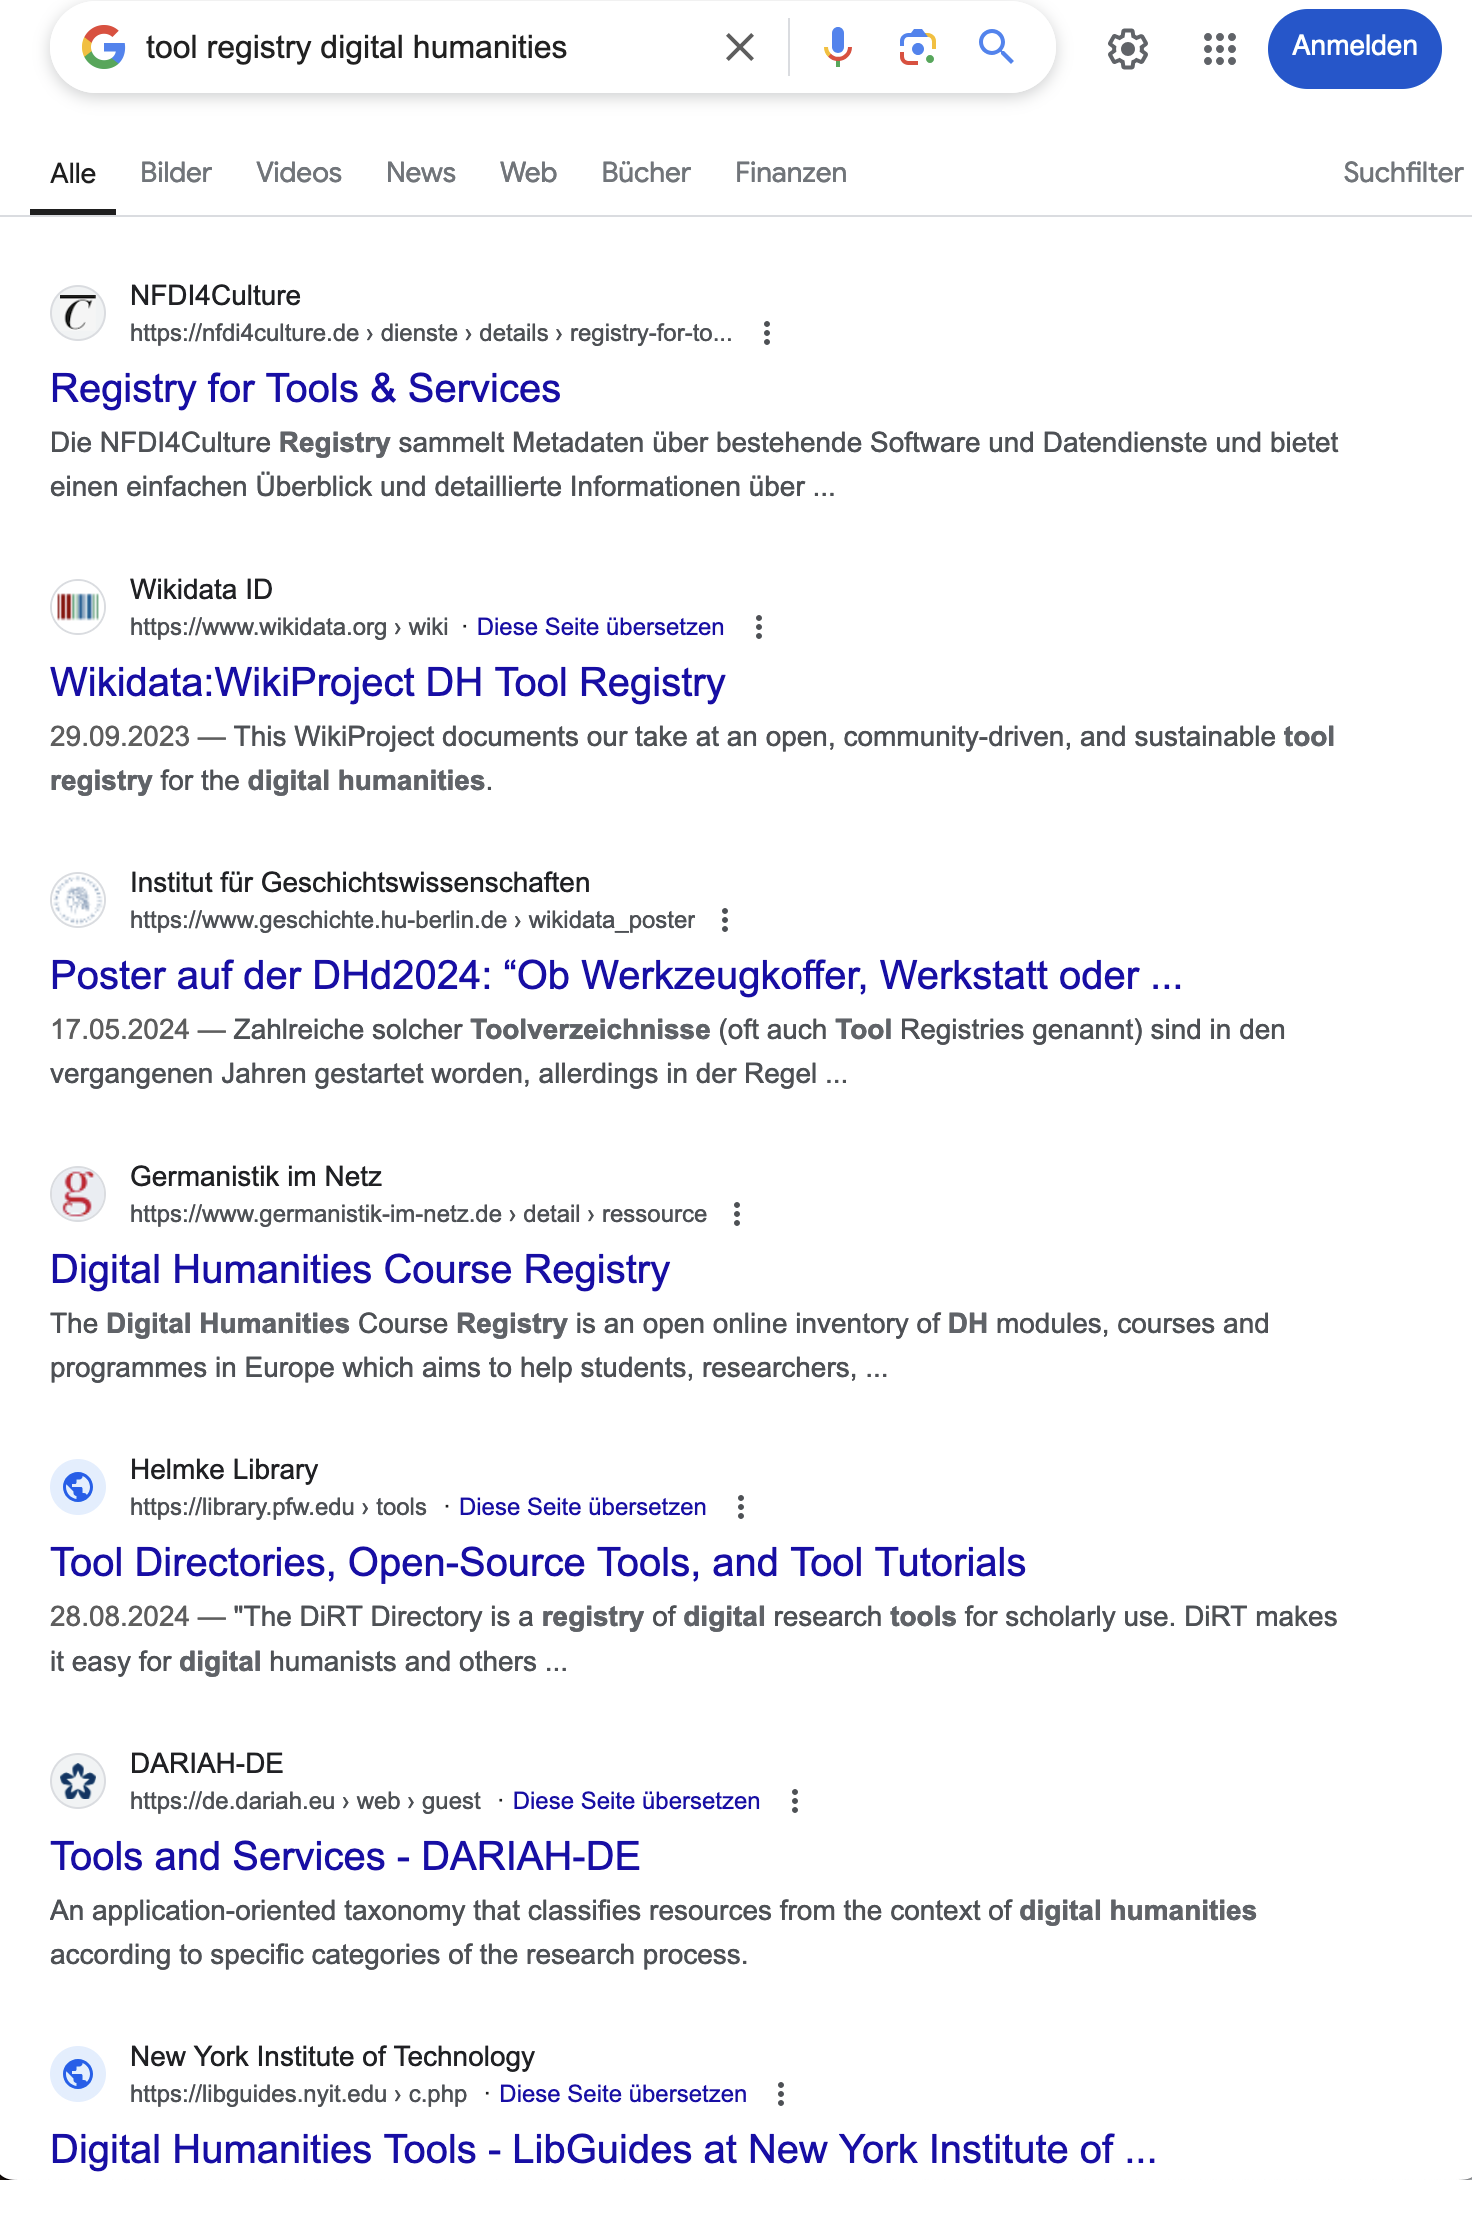 tool registry digital humanities
Anmelden
Alle Bilder Videos News Web Bücher Finanzen Suchfilter
NFDI4Culture
https://nfdi4culture.de › dienste › details › registry-for-to...
Registry for Tools & Services
Die NFDI4Culture Registry sammelt Metadaten über bestehende Software und Datendienste und bietet
einen einfachen Überblick und detaillierte Informationen über ...
Wikidata ID
https://www.wikidata.org › wiki · Diese Seite übersetzen
Wikidata:WikiProject DH Tool Registry
29.09.2023 — This WikiProject documents our take at an open, community-driven, and sustainable tool
registry for the digital humanities.
Institut für Geschichtswissenschaften
https://www.geschichte.hu-berlin.de › wikidata_poster
Poster auf der DHd2024: “Ob Werkzeugkoffer, Werkstatt oder ...
17.05.2024 — Zahlreiche solcher Toolverzeichnisse (oft auch Tool Registries genannt) sind in den
vergangenen Jahren gestartet worden, allerdings in der Regel ...
Germanistik im Netz
https://www.germanistik-im-netz.de › detail › ressource
Digital Humanities Course Registry
The Digital Humanities Course Registry is an open online inventory of DH modules, courses and
programmes in Europe which aims to help students, researchers, ...
Helmke Library
https://library.pfw.edu › tools · Diese Seite übersetzen
Tool Directories, Open-Source Tools, and Tool Tutorials
28.08.2024 — "The DiRT Directory is a registry of digital research tools for scholarly use. DiRT makes
it easy for digital humanists and others ...
DARIAH-DE
https://de.dariah.eu › web › guest · Diese Seite übersetzen
Tools and Services - DARIAH-DE
An application-oriented taxonomy that classifies resources from the context of digital humanities
according to specific categories of the research process.
New York Institute of Technology
https://libguides.nyit.edu › c.php · Diese Seite übersetzen
Digital Humanities Tools - LibGuides at New York Institute of ...